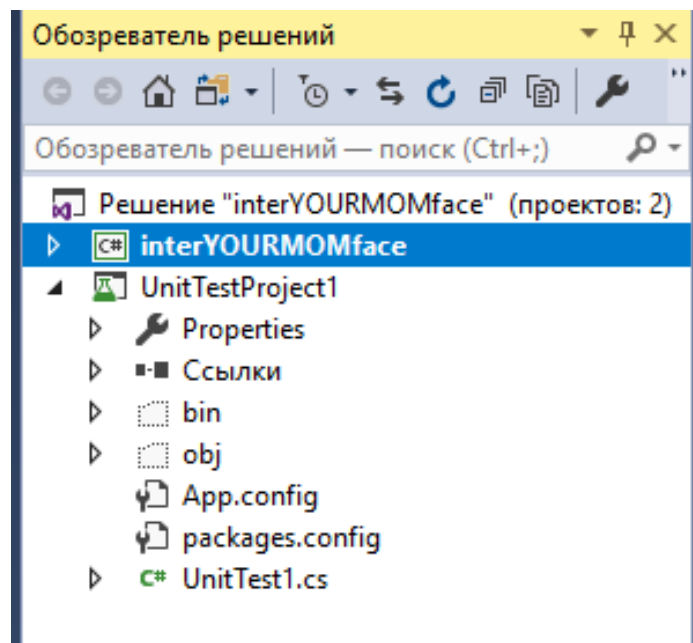 Обозреватель решений
Обозреватель решений — поиск (Ctrl+;)
Решение "interYOURMOMface" (проектов: 2)
C# interYOURMOMface
UnitTestProject1
Properties
Ссылки
bin
obj
App.config
packages.config
C# UnitTest1.cs